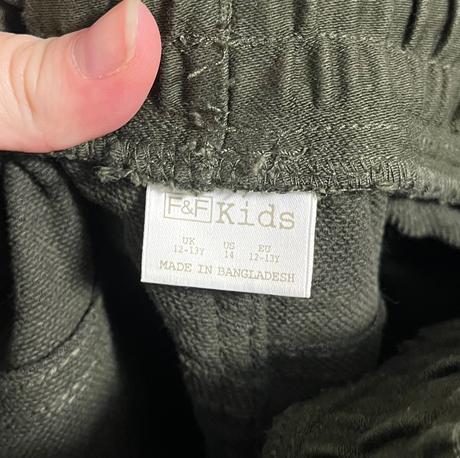 F&F Kids
UK US EU
12-13Y 14 12-13Y
MADE IN BANGLADESH